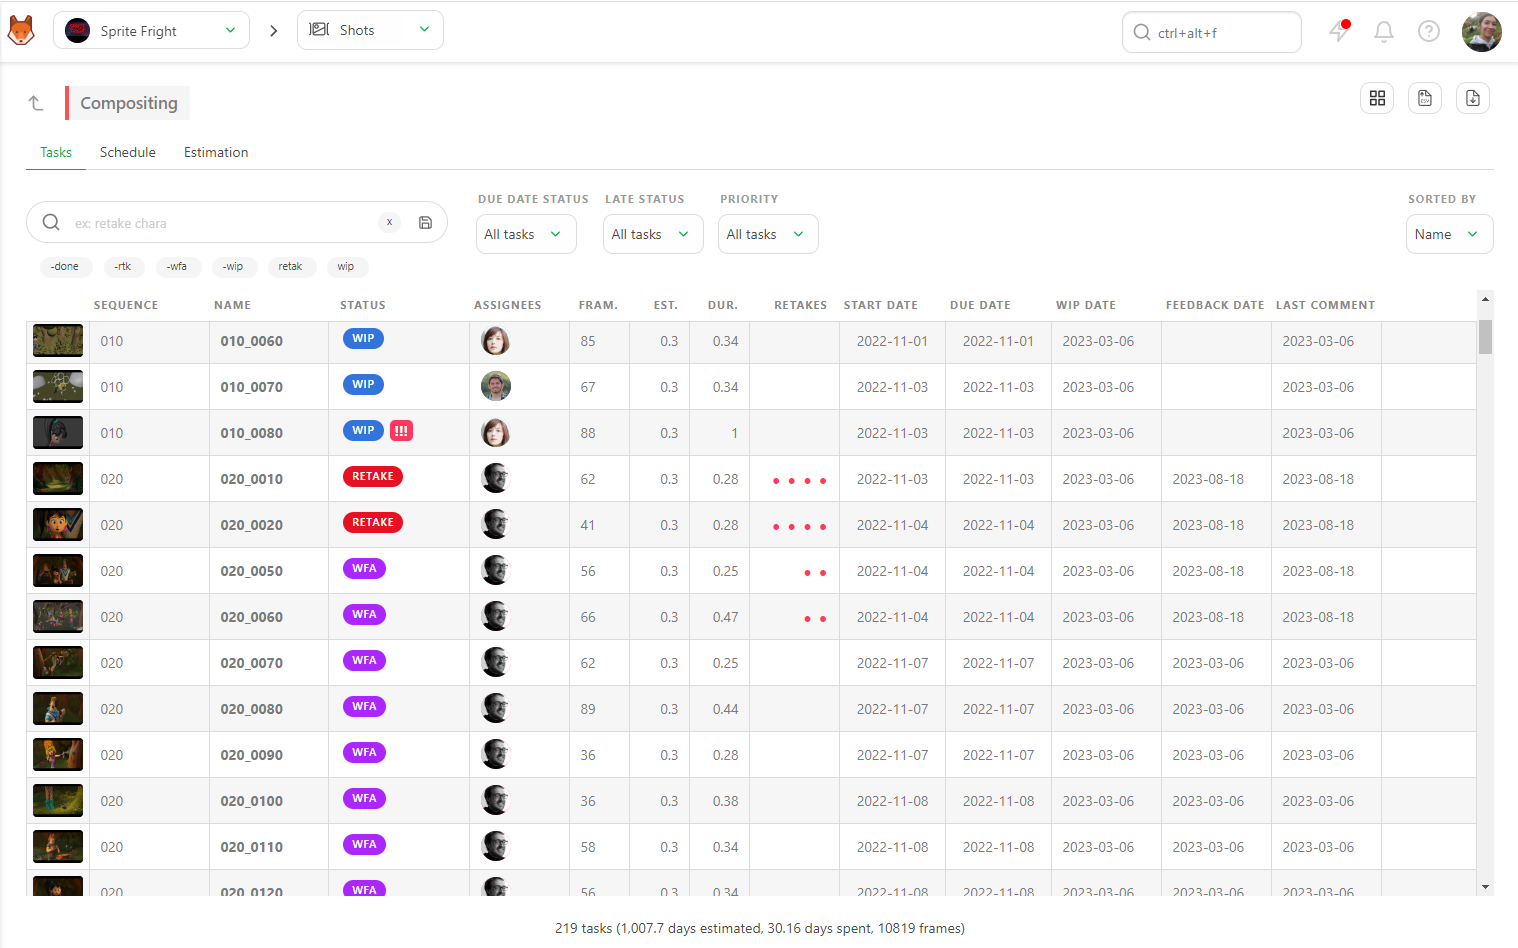 Sprite Fright
Shots
ctrl+alt+f
Compositing
CSV
Tasks Schedule Estimation
DUE DATE STATUS LATE STATUS PRIORITY SORTED BY
ex: retake chara x All tasks All tasks All tasks Name
-done -rtk -wfa -wip retak wip
SEQUENCE NAME STATUS ASSIGNEES FRAM. EST. DUR. RETAKES START DATE DUE DATE WIP DATE FEEDBACK DATE LAST COMMENT
010 010_0060 WIP 85 0.3 0.34 2022-11-01 2022-11-01 2023-03-06 2023-03-06
010 010_0070 WIP 67 0.3 0.34 2022-11-03 2022-11-03 2023-03-06 2023-03-06
010 010_0080 WIP !!! 88 0.3 1 2022-11-03 2022-11-03 2023-03-06 2023-03-06
020 020_0010 RETAKE 62 0.3 0.28 2022-11-03 2022-11-03 2023-03-06 2023-08-18 2023-08-18
020 020_0020 RETAKE 41 0.3 0.28 2022-11-04 2022-11-04 2023-03-06 2023-08-18 2023-08-18
020 020_0050 WFA 56 0.3 0.25 2022-11-04 2022-11-04 2023-03-06 2023-08-18 2023-08-18
020 020_0060 WFA 66 0.3 0.47 2022-11-04 2022-11-04 2023-03-06 2023-08-18 2023-08-18
020 020_0070 WFA 62 0.3 0.25 2022-11-07 2022-11-07 2023-03-06 2023-03-06 2023-03-06
020 020_0080 WFA 89 0.3 0.44 2022-11-07 2022-11-07 2023-03-06 2023-03-06 2023-03-06
020 020_0090 WFA 36 0.3 0.28 2022-11-07 2022-11-07 2023-03-06 2023-03-06 2023-03-06
020 020_0100 WFA 36 0.3 0.38 2022-11-08 2022-11-08 2023-03-06 2023-03-06 2023-03-06
020 020_0110 WFA 58 0.3 0.34 2022-11-08 2022-11-08 2023-03-06 2023-03-06 2023-03-06
020 020_0120 WFA 56 0.3 0.34 2022-11-08 2022-11-08 2023-03-06 2023-03-06 2023-03-06
219 tasks (1,007.7 days estimated, 30.16 days spent, 10819 frames)